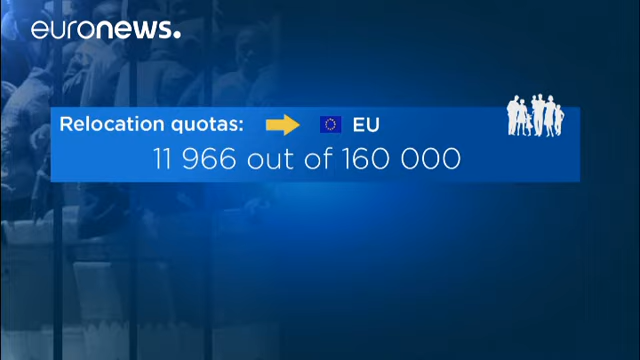 euronews.
Relocation quotas: EU
11 966 out of 160 000